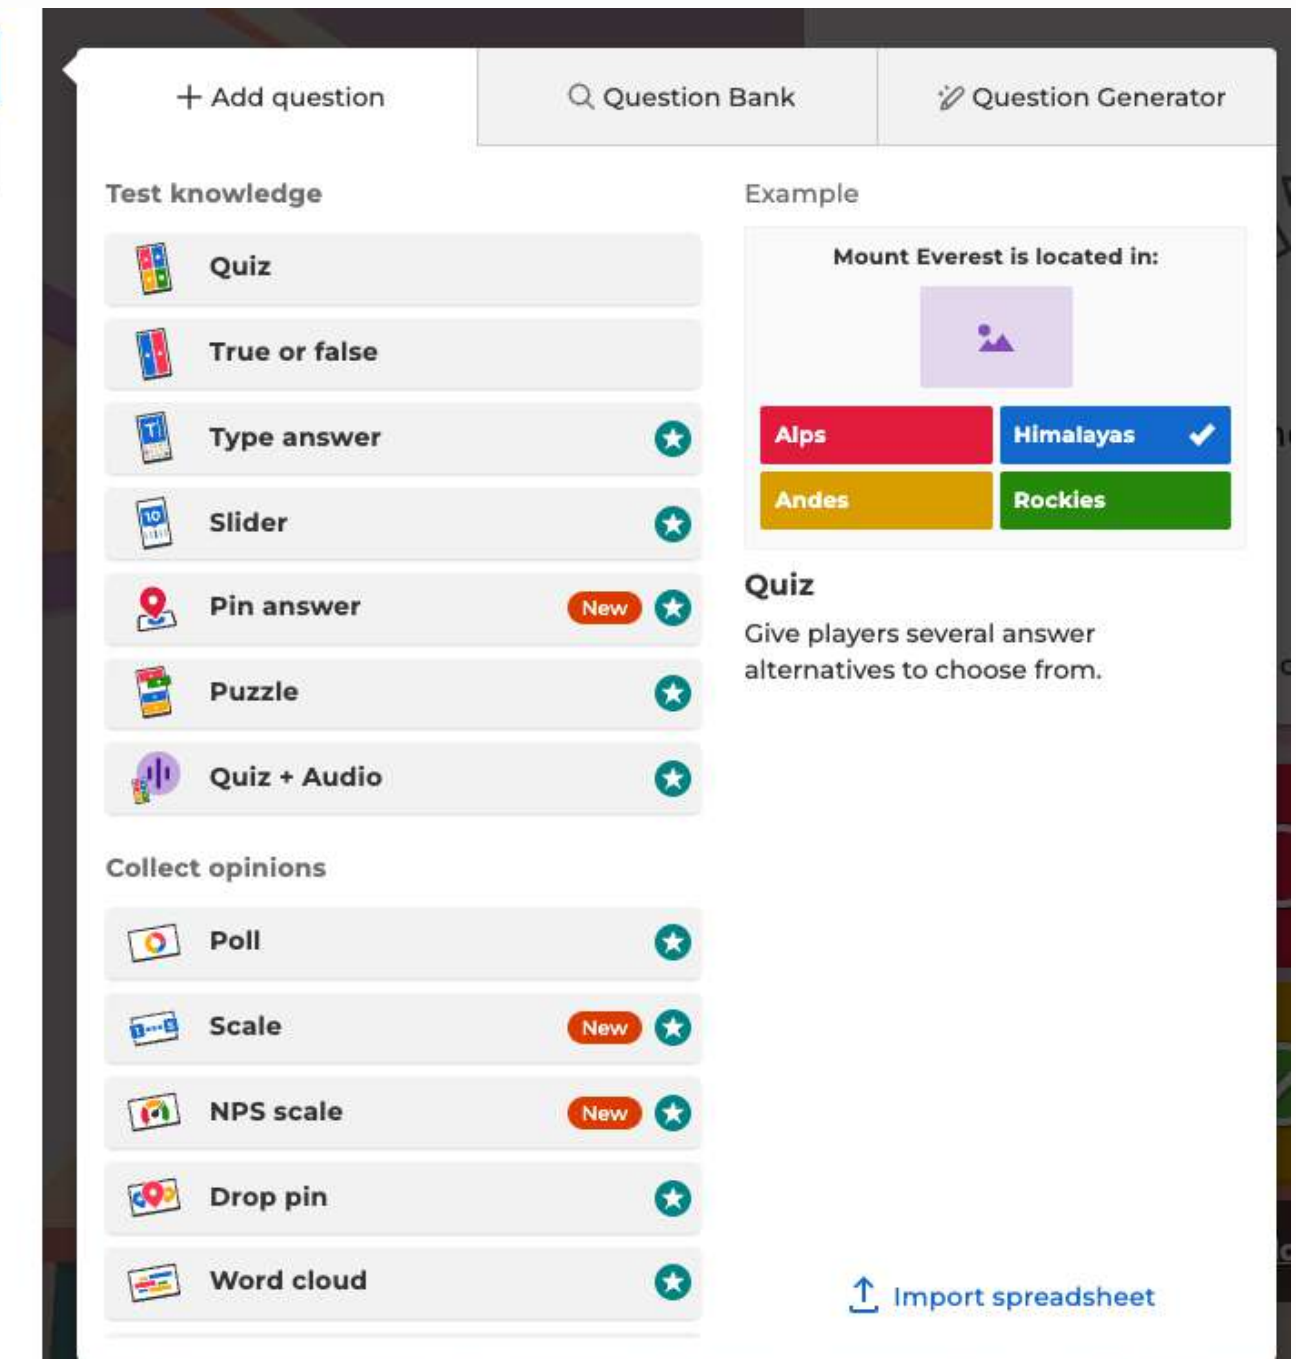 Add question
Question Bank
Question Generator
Test knowledge
Quiz
True or false
Type answer
Slider
Pin answer New
Puzzle
Quiz + Audio
Collect opinions
Poll
Scale New
NPS scale New
Drop pin
Word cloud
Example
Mount Everest is located in:
Alps Himalayas
Andes Rockies
Quiz
Give players several answer
alternatives to choose from.
Import spreadsheet